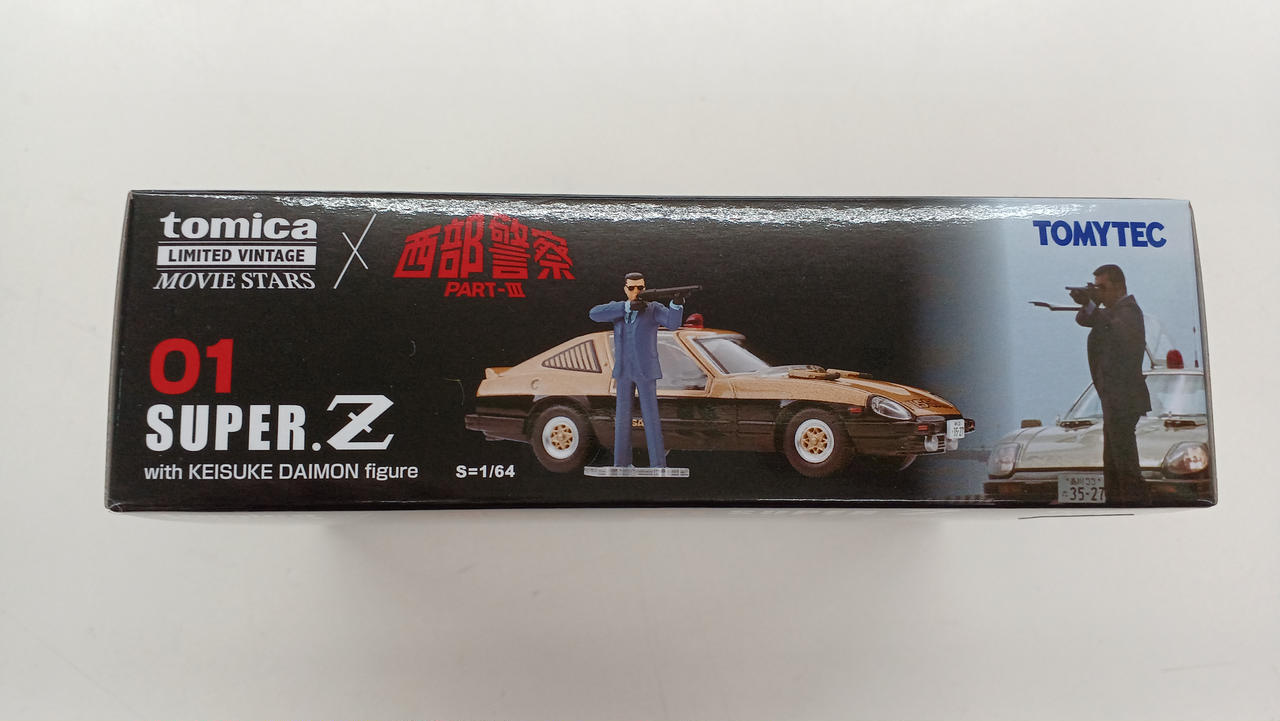 tomica
LIMITED VINTAGE
MOVIE STARS
西部警察
PART-III
TOMYTEC
01
SUPER.Z
with KEISUKE DAIMON figure
S=1/64
35-27